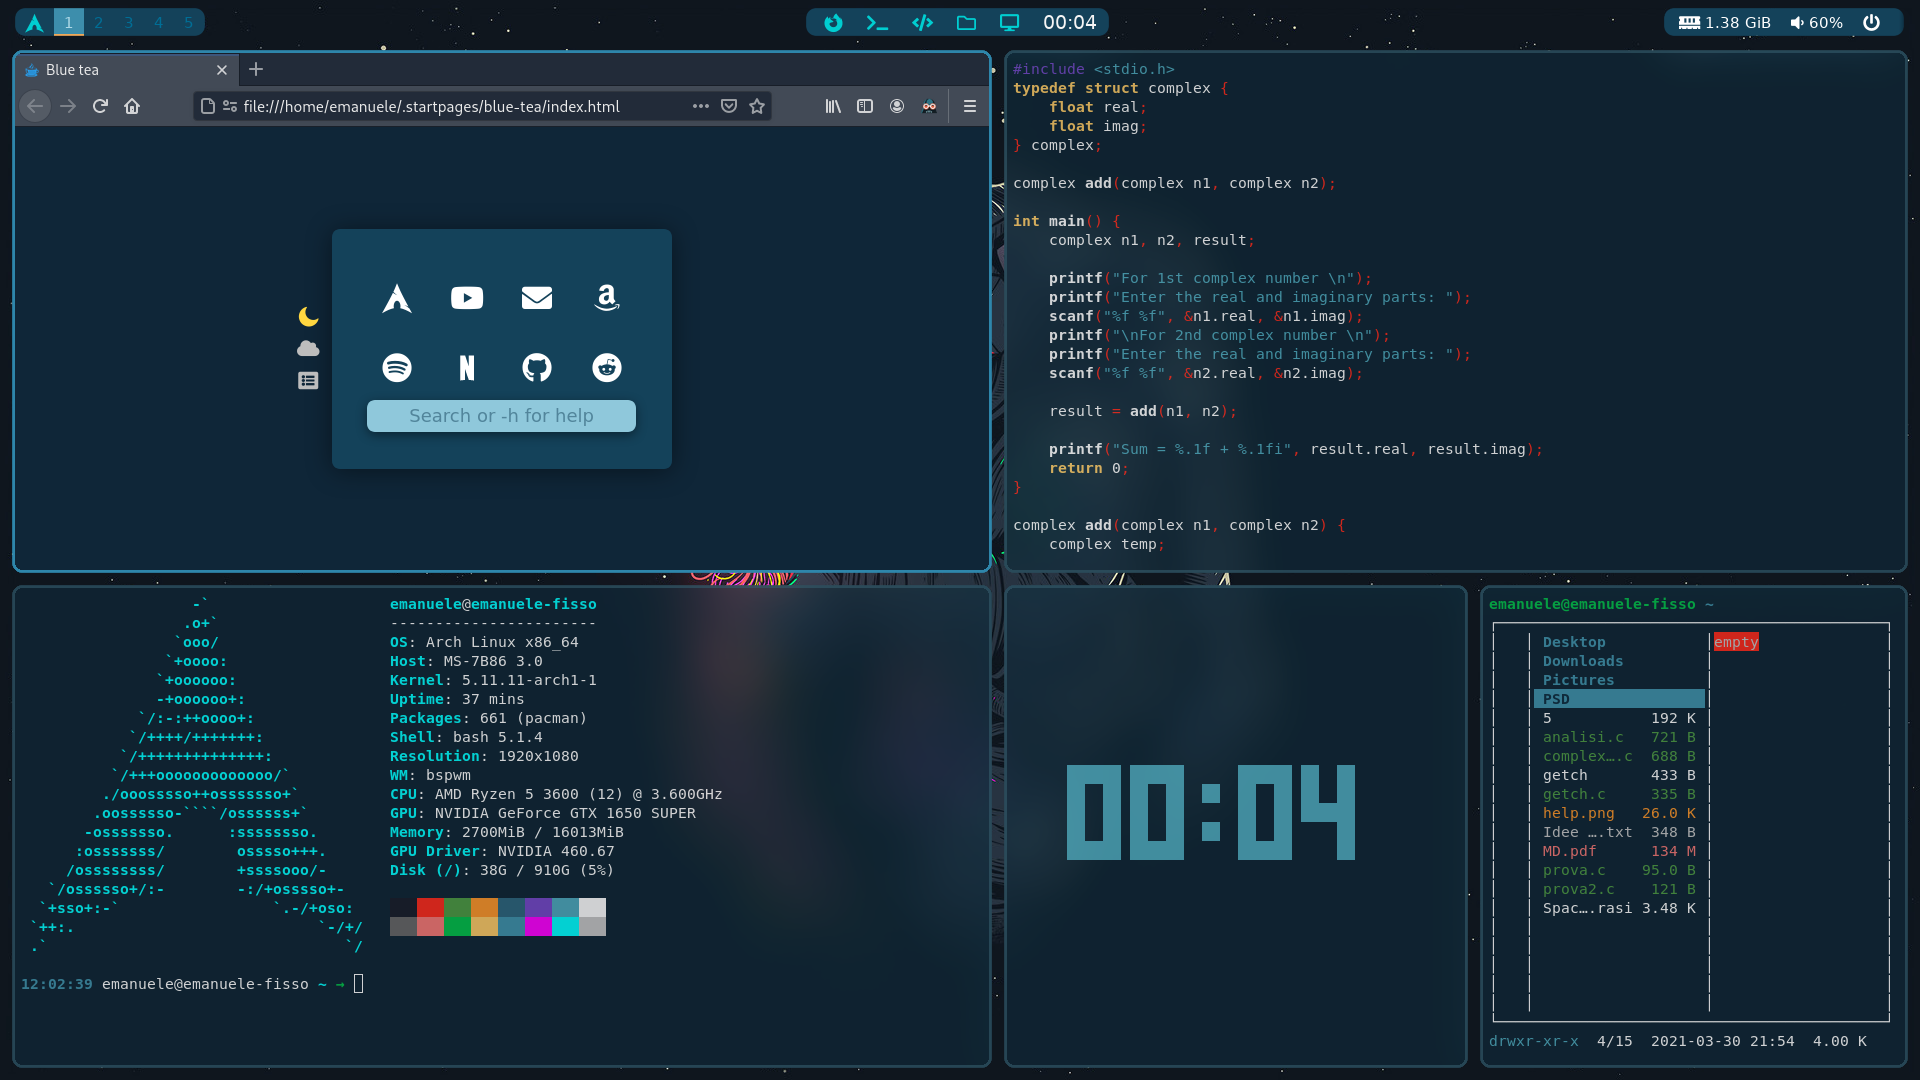 1 2 3 4 5
00:04
1.38 GiB 60%
Blue tea
file:///home/emanuele/.startpages/blue-tea/index.html
Search or -h for help
#include <stdio.h>
typedef struct complex {
    float real;
    float imag;
} complex;
complex add(complex n1, complex n2);
int main() {
    complex n1, n2, result;
    printf("For 1st complex number \n");
    printf("Enter the real and imaginary parts: ");
    scanf("%f %f", &n1.real, &n1.imag);
    printf("\nFor 2nd complex number \n");
    printf("Enter the real and imaginary parts: ");
    scanf("%f %f", &n2.real, &n2.imag);
    result = add(n1, n2);
    printf("Sum = %.1f + %.1fi", result.real, result.imag);
    return 0;
}
complex add(complex n1, complex n2) {
    complex temp;
emanuele@emanuele-fisso
-----------------------
OS: Arch Linux x86_64
Host: MS-7B86 3.0
Kernel: 5.11.11-arch1-1
Uptime: 37 mins
Packages: 661 (pacman)
Shell: bash 5.1.4
Resolution: 1920x1080
WM: bspwm
CPU: AMD Ryzen 5 3600 (12) @ 3.600GHz
GPU: NVIDIA GeForce GTX 1650 SUPER
Memory: 2700MiB / 16013MiB
GPU Driver: NVIDIA 460.67
Disk (/): 38G / 910G (5%)
12:02:39 emanuele@emanuele-fisso ~ →
00:04
emanuele@emanuele-fisso ~
Desktop empty
Downloads
Pictures
PSD
5 192 K
analisi.c 721 B
complex….c 688 B
getch 433 B
getch.c 335 B
help.png 26.0 K
Idee ….txt 348 B
MD.pdf 134 M
prova.c 95.0 B
prova2.c 121 B
Spac….rasi 3.48 K
drwxr-xr-x 4/15 2021-03-30 21:54 4.00 K